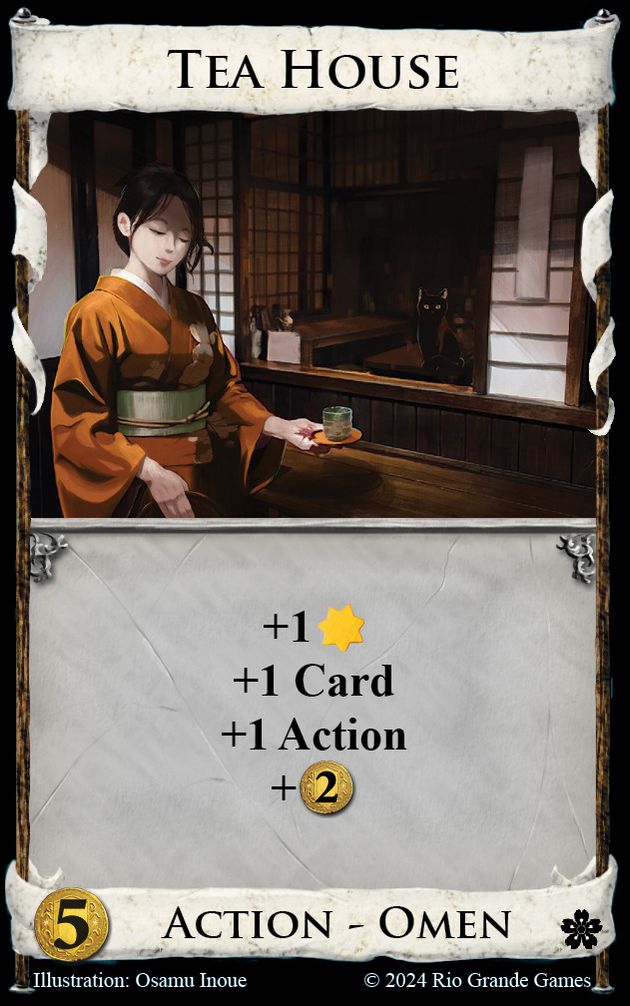 Tea House
+1
+1 Card
+1 Action
+2
5 Action - Omen
Illustration: Osamu Inoue © 2024 Rio Grande Games